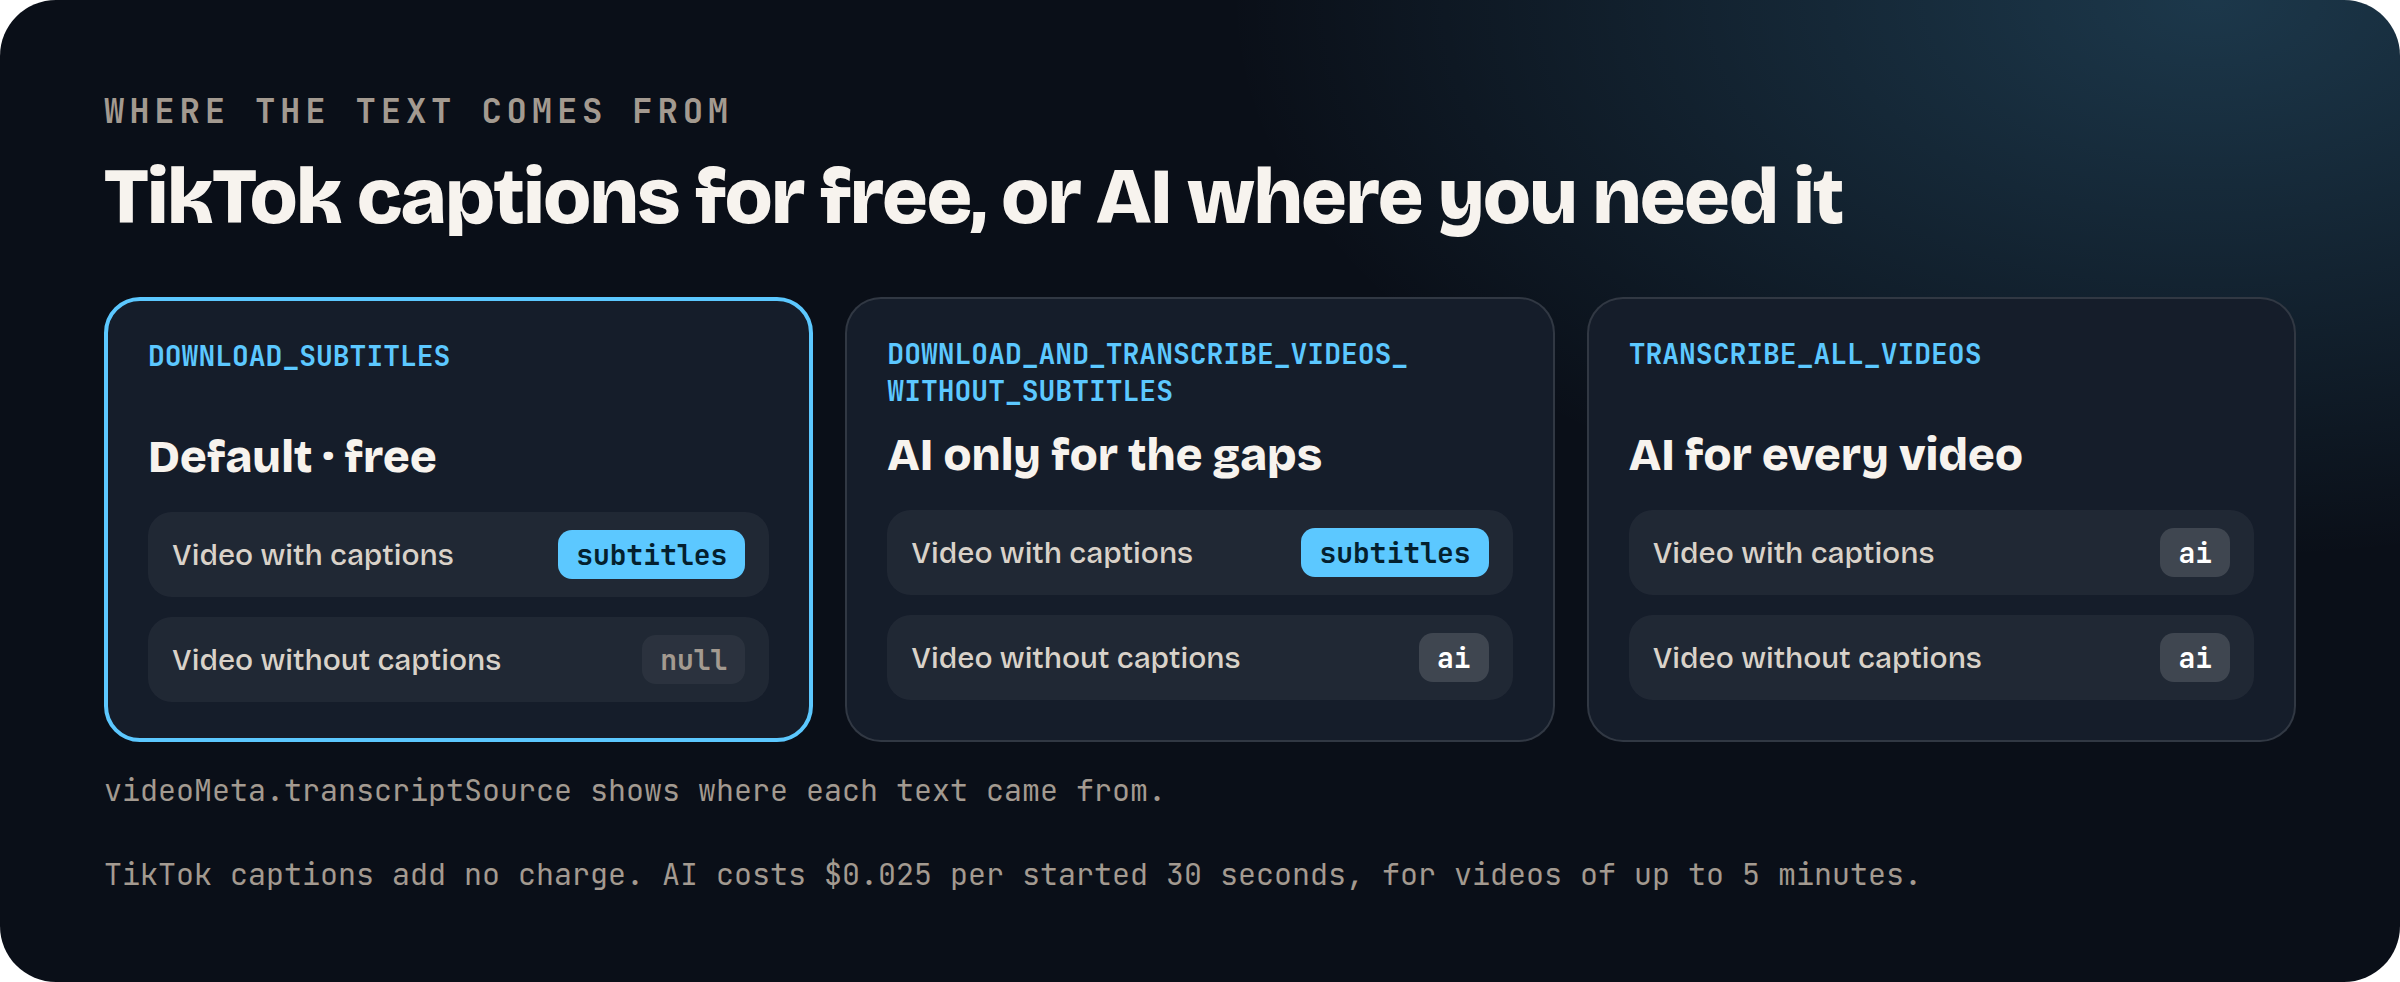 WHERE THE TEXT COMES FROM
TikTok captions for free, or AI where you need it
DOWNLOAD_SUBTITLES
Default · free
Video with captions subtitles
Video without captions null
DOWNLOAD_AND_TRANSCRIBE_VIDEOS_
WITHOUT_SUBTITLES
AI only for the gaps
Video with captions subtitles
Video without captions ai
TRANSCRIBE_ALL_VIDEOS
AI for every video
Video with captions ai
Video without captions ai
videoMeta.transcriptSource shows where each text came from.
TikTok captions add no charge. AI costs $0.025 per started 30 seconds, for videos of up to 5 minutes.